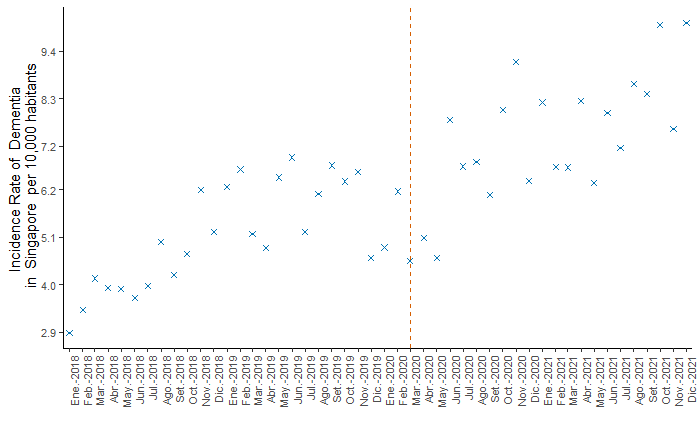 Incidence Rate of Dementia
in Singapore per 10,000 habitants
9.4
8.3
7.2
6.2
5.1
4.0
2.9
Ene.-2018
Feb.-2018
Mar.-2018
Abr.-2018
May.-2018
Jun.-2018
Jul.-2018
Ago.-2018
Set.-2018
Oct.-2018
Nov.-2018
Dic.-2018
Ene.-2019
Feb.-2019
Mar.-2019
Abr.-2019
May.-2019
Jun.-2019
Jul.-2019
Ago.-2019
Set.-2019
Oct.-2019
Nov.-2019
Dic.-2019
Ene.-2020
Feb.-2020
Mar.-2020
Abr.-2020
May.-2020
Jun.-2020
Jul.-2020
Ago.-2020
Set.-2020
Oct.-2020
Nov.-2020
Dic.-2020
Ene.-2021
Feb.-2021
Mar.-2021
Abr.-2021
May.-2021
Jun.-2021
Jul.-2021
Ago.-2021
Set.-2021
Oct.-2021
Nov.-2021
Dic.-2021